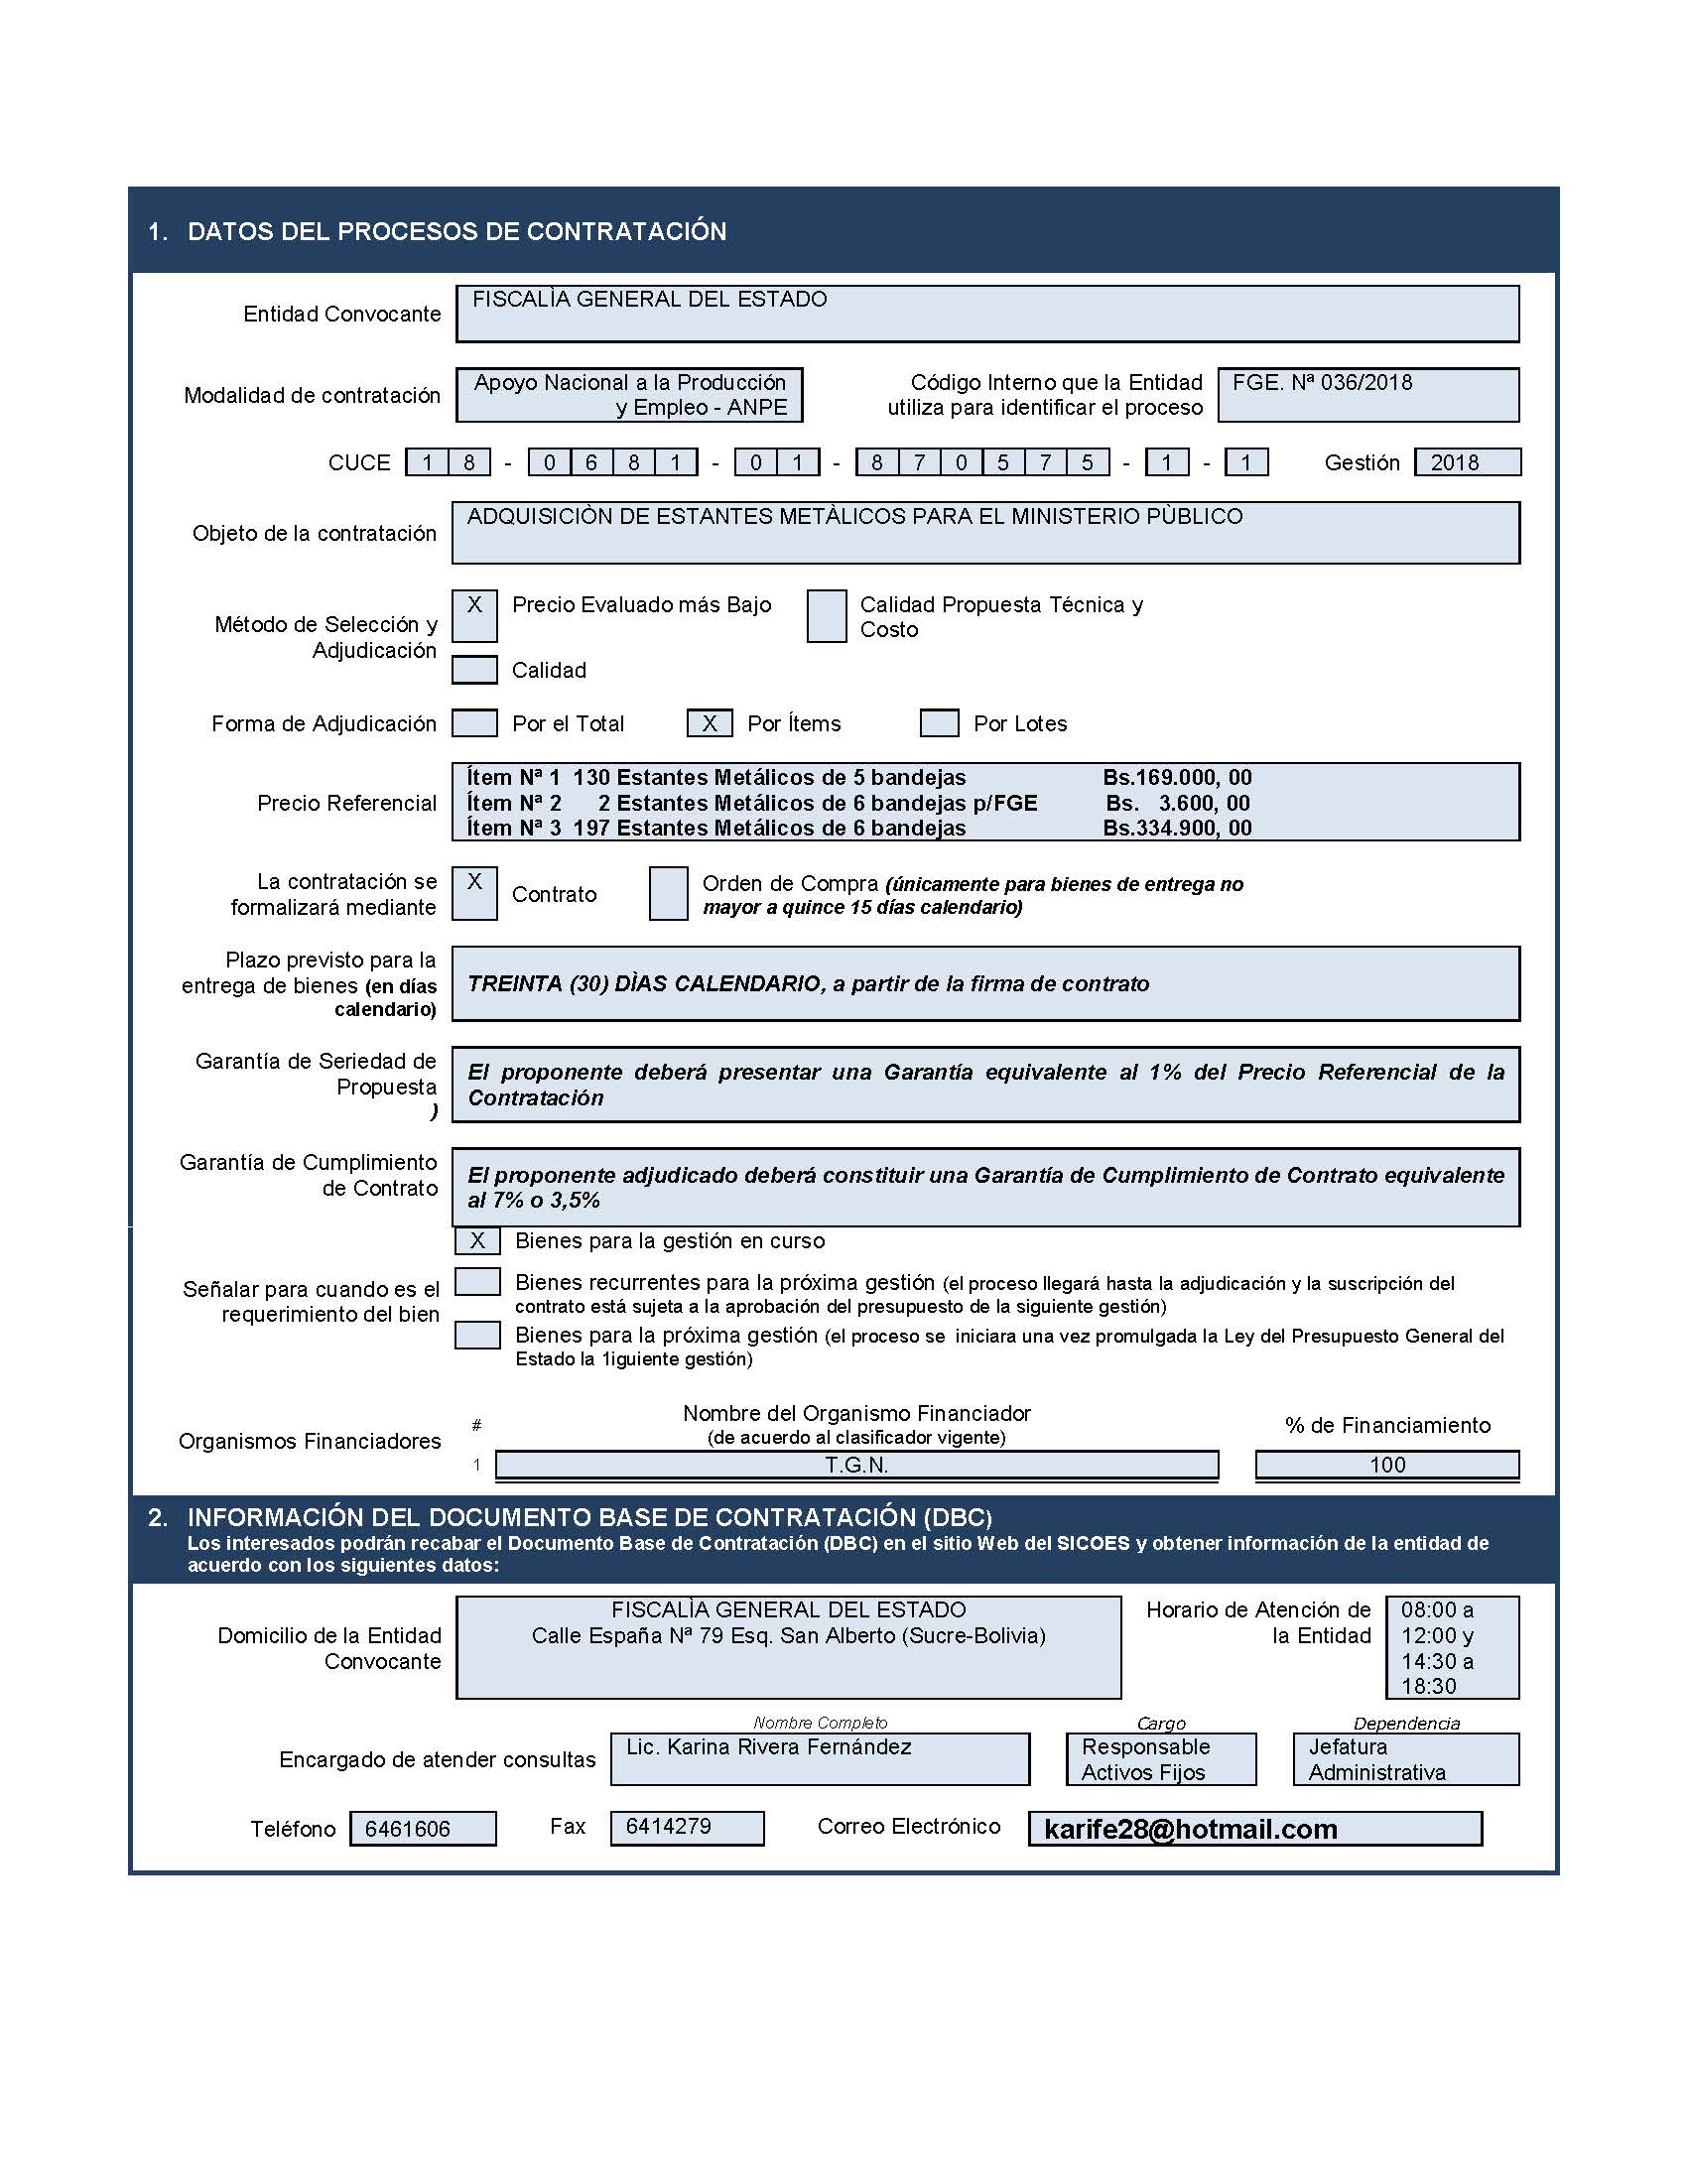 1. DATOS DEL PROCESOS DE CONTRATACIÓN
Entidad Convocante
FISCALÌA GENERAL DEL ESTADO
Modalidad de contratación
Apoyo Nacional a la Producción
y Empleo - ANPE
Código Interno que la Entidad
utiliza para identificar el proceso
FGE. Nª 036/2018
CUCE 1 8 - 0 6 8 1 - 0 1 - 8 7 0 5 7 5 - 1 - 1 Gestión 2018
Objeto de la contratación
ADQUISICIÒN DE ESTANTES METÀLICOS PARA EL MINISTERIO PÙBLICO
Método de Selección y
Adjudicación
X Precio Evaluado más Bajo
Calidad Propuesta Técnica y
Costo
Calidad
Forma de Adjudicación Por el Total X Por Ítems Por Lotes
Precio Referencial
Ítem Nª 1 130 Estantes Metálicos de 5 bandejas Bs.169.000, 00
Ítem Nª 2 2 Estantes Metálicos de 6 bandejas p/FGE Bs. 3.600, 00
Ítem Nª 3 197 Estantes Metálicos de 6 bandejas Bs.334.900, 00
La contratación se
formalizará mediante
X Contrato
Orden de Compra (únicamente para bienes de entrega no
mayor a quince 15 días calendario)
Plazo previsto para la
entrega de bienes (en días
calendario)
TREINTA (30) DÌAS CALENDARIO, a partir de la firma de contrato
Garantía de Seriedad de
Propuesta
)
El proponente deberá presentar una Garantía equivalente al 1% del Precio Referencial de la
Contratación
Garantía de Cumplimiento
de Contrato
El proponente adjudicado deberá constituir una Garantía de Cumplimiento de Contrato equivalente
al 7% o 3,5%
Señalar para cuando es el
requerimiento del bien
X Bienes para la gestión en curso
Bienes recurrentes para la próxima gestión (el proceso llegará hasta la adjudicación y la suscripción del
contrato está sujeta a la aprobación del presupuesto de la siguiente gestión)
Bienes para la próxima gestión (el proceso se iniciara una vez promulgada la Ley del Presupuesto General del
Estado la 1iguiente gestión)
Organismos Financiadores
# Nombre del Organismo Financiador
(de acuerdo al clasificador vigente)
% de Financiamiento
1 T.G.N. 100
2. INFORMACIÓN DEL DOCUMENTO BASE DE CONTRATACIÓN (DBC)
Los interesados podrán recabar el Documento Base de Contratación (DBC) en el sitio Web del SICOES y obtener información de la entidad de
acuerdo con los siguientes datos:
Domicilio de la Entidad
Convocante
FISCALÌA GENERAL DEL ESTADO
Calle España Nª 79 Esq. San Alberto (Sucre-Bolivia)
Horario de Atención de
la Entidad
08:00 a
12:00 y
14:30 a
18:30
Nombre Completo Cargo Dependencia
Encargado de atender consultas
Lic. Karina Rivera Fernández
Responsable
Activos Fijos
Jefatura
Administrativa
Teléfono 6461606 Fax 6414279 Correo Electrónico karife28@hotmail.com